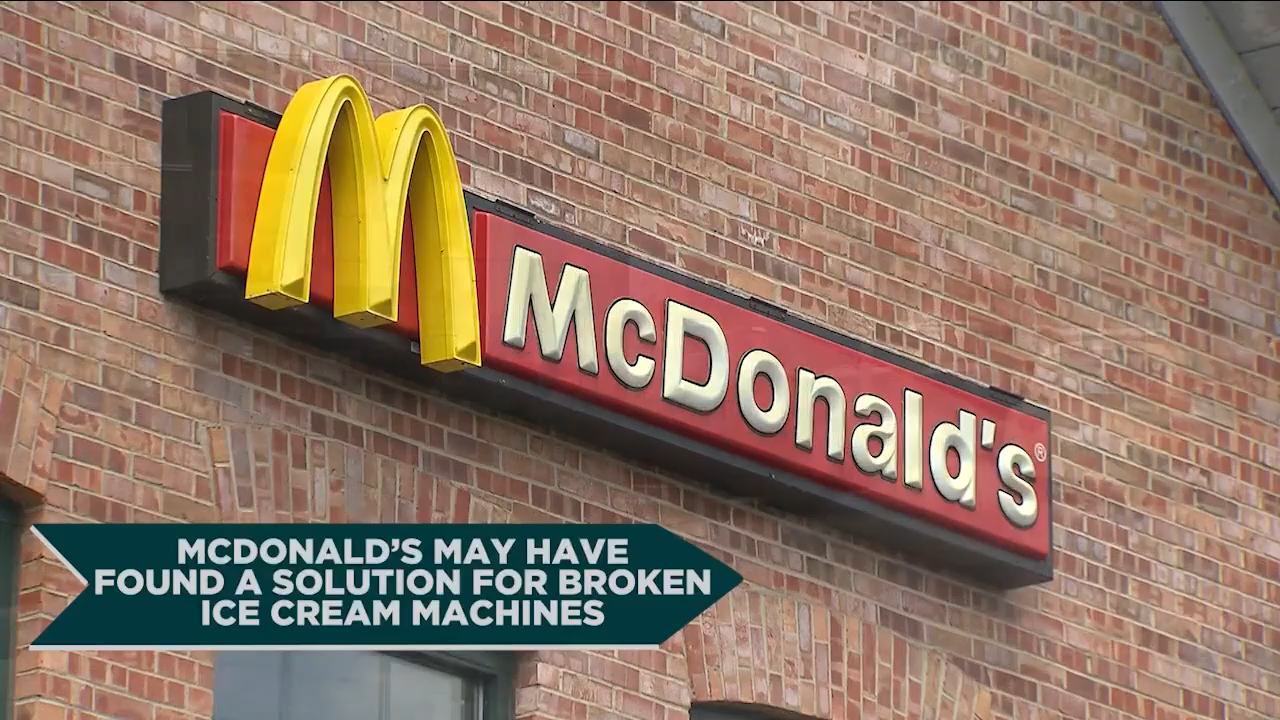 McDonald's®
MCDONALD'S MAY HAVE
FOUND A SOLUTION FOR BROKEN
ICE CREAM MACHINES